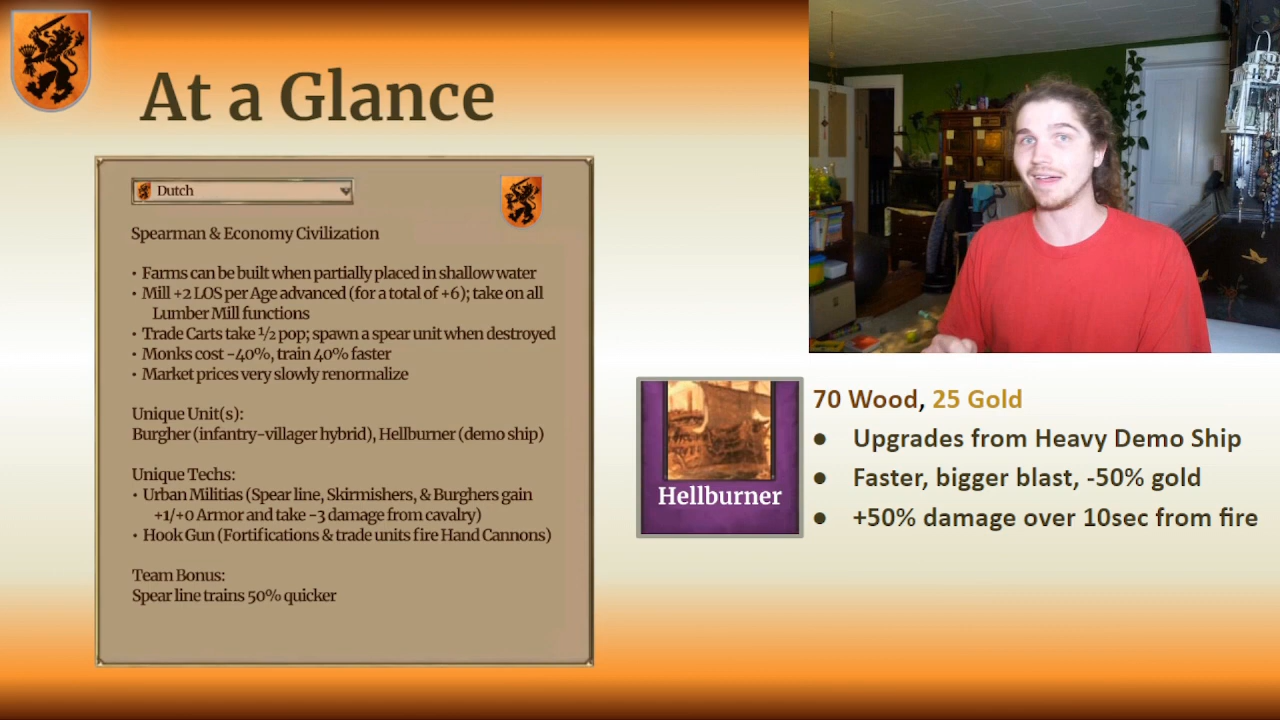 At a Glance
Dutch
Spearman & Economy Civilization
• Farms can be built when partially placed in shallow water
• Mill +2 LOS per Age advanced (for a total of +6); take on all
Lumber Mill functions
• Trade Carts take ½ pop; spawn a spear unit when destroyed
• Monks cost -40%, train 40% faster
• Market prices very slowly renormalize
Unique Unit(s):
Burgher (infantry-villager hybrid), Hellburner (demo ship)
Unique Techs:
• Urban Militias (Spear line, Skirmishers, & Burghers gain
+1/+0 Armor and take -3 damage from cavalry)
• Hook Gun (Fortifications & trade units fire Hand Cannons)
Team Bonus:
Spear line trains 50% quicker
Hellburner
70 Wood, 25 Gold
● Upgrades from Heavy Demo Ship
● Faster, bigger blast, -50% gold
● +50% damage over 10sec from fire